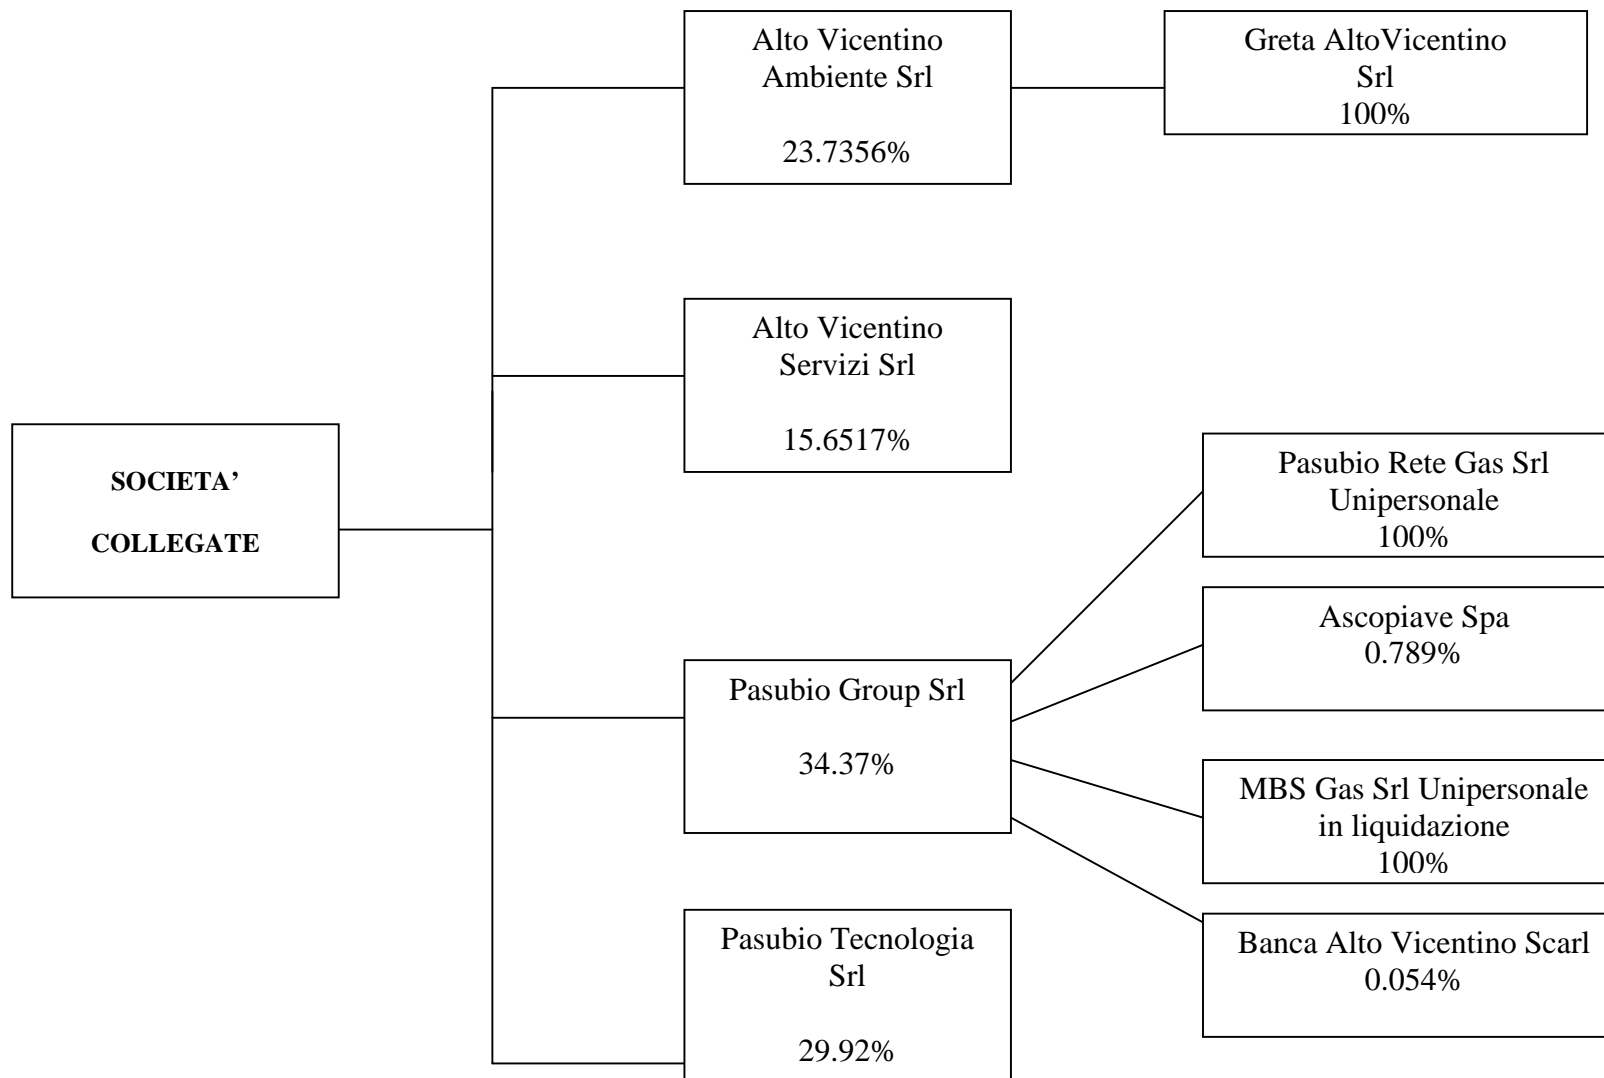 Alto Vicentino
Ambiente Srl
23.7356%
Greta AltoVicentino
Srl
100%
Alto Vicentino
Servizi Srl
15.6517%
SOCIETA’
COLLEGATE
Pasubio Group Srl
34.37%
Pasubio Rete Gas Srl
Unipersonale
100%
Ascopiave Spa
0.789%
MBS Gas Srl Unipersonale
in liquidazione
100%
Banca Alto Vicentino Scarl
0.054%
Pasubio Tecnologia
Srl
29.92%